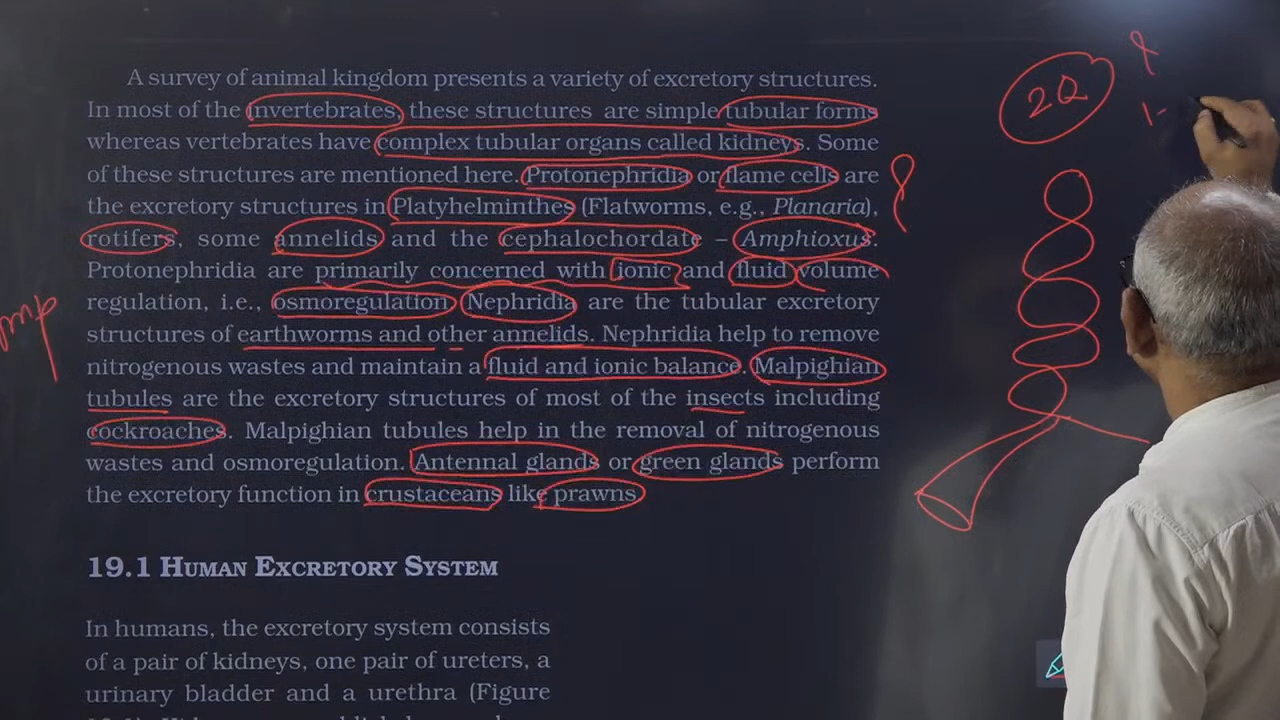 A survey of animal kingdom presents a variety of excretory structures.
In most of the invertebrates, these structures are simple tubular forms
whereas vertebrates have complex tubular organs called kidneys. Some
of these structures are mentioned here. Protonephridia or flame cells are
the excretory structures in Platyhelminthes (Flatworms, e.g., Planaria),
rotifers, some annelids and the cephalochordate – Amphioxus.
Protonephridia are primarily concerned with ionic and fluid volume
regulation, i.e., osmoregulation. Nephridia are the tubular excretory
structures of earthworms and other annelids. Nephridia help to remove
nitrogenous wastes and maintain a fluid and ionic balance. Malpighian
tubules are the excretory structures of most of the insects including
cockroaches. Malpighian tubules help in the removal of nitrogenous
wastes and osmoregulation. Antennal glands or green glands perform
the excretory function in crustaceans like prawns.
imp
2Q
19.1 HUMAN EXCRETORY SYSTEM
In humans, the excretory system consists
of a pair of kidneys, one pair of ureters, a
urinary bladder and a urethra (Figure